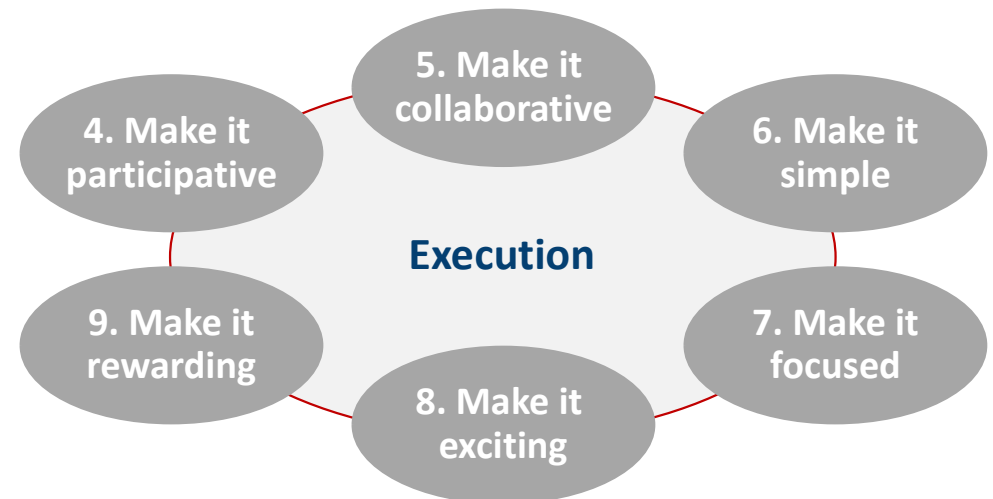 5. Make it
collaborative
4. Make it
participative
6. Make it
simple
Execution
9. Make it
rewarding
7. Make it
focused
8. Make it
exciting